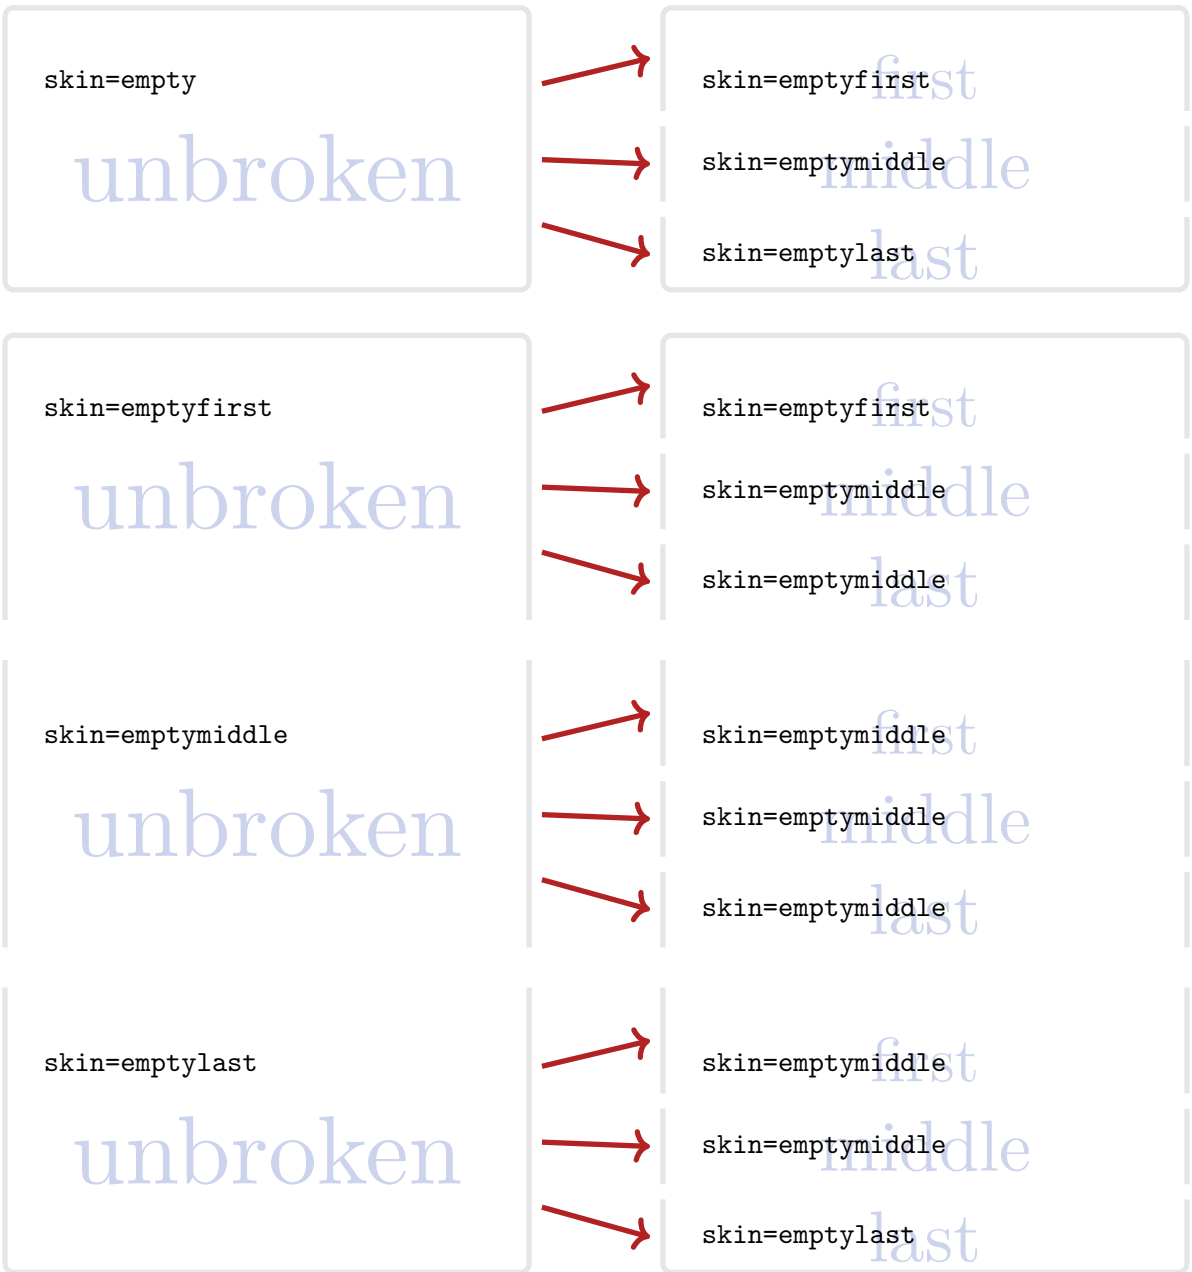 skin=empty
unbroken
first
skin=emptyfirst
middle
skin=emptymiddle
last
skin=emptylast
skin=emptyfirst
unbroken
first
skin=emptyfirst
middle
skin=emptymiddle
last
skin=emptymiddle
skin=emptymiddle
unbroken
first
skin=emptymiddle
middle
skin=emptymiddle
last
skin=emptymiddle
skin=emptylast
unbroken
first
skin=emptymiddle
middle
skin=emptymiddle
last
skin=emptylast